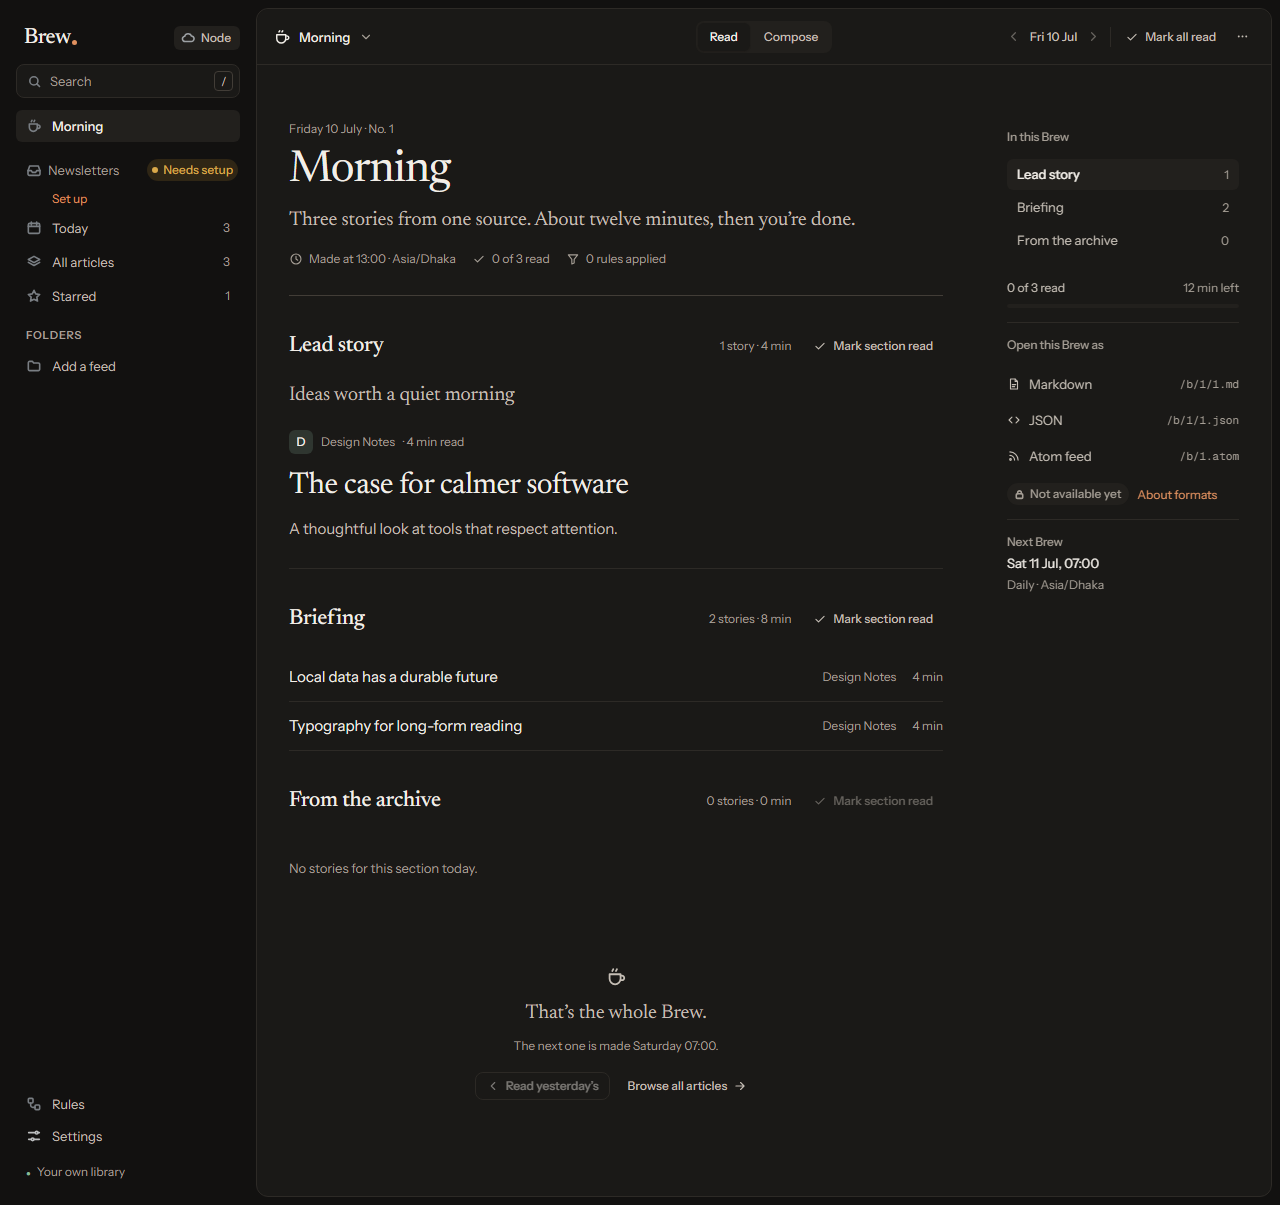 Brew.
Node
Search
/
Morning
Newsletters
Needs setup
Set up
Today 3
All articles 3
Starred 1
FOLDERS
Add a feed
Rules
Settings
• Your own library
Morning
Read
Compose
Fri 10 Jul
Mark all read
Friday 10 July · No. 1
Morning
Three stories from one source. About twelve minutes, then you’re done.
Made at 13:00 · Asia/Dhaka
0 of 3 read
0 rules applied
Lead story
1 story · 4 min
Mark section read
Ideas worth a quiet morning
D
Design Notes · 4 min read
The case for calmer software
A thoughtful look at tools that respect attention.
Briefing
2 stories · 8 min
Mark section read
Local data has a durable future
Design Notes 4 min
Typography for long-form reading
Design Notes 4 min
From the archive
0 stories · 0 min
Mark section read
No stories for this section today.
That’s the whole Brew.
The next one is made Saturday 07:00.
Read yesterday’s
Browse all articles
In this Brew
Lead story 1
Briefing 2
From the archive 0
0 of 3 read
12 min left
Open this Brew as
Markdown /b/1/1.md
JSON /b/1/1.json
Atom feed /b/1.atom
Not available yet
About formats
Next Brew
Sat 11 Jul, 07:00
Daily · Asia/Dhaka